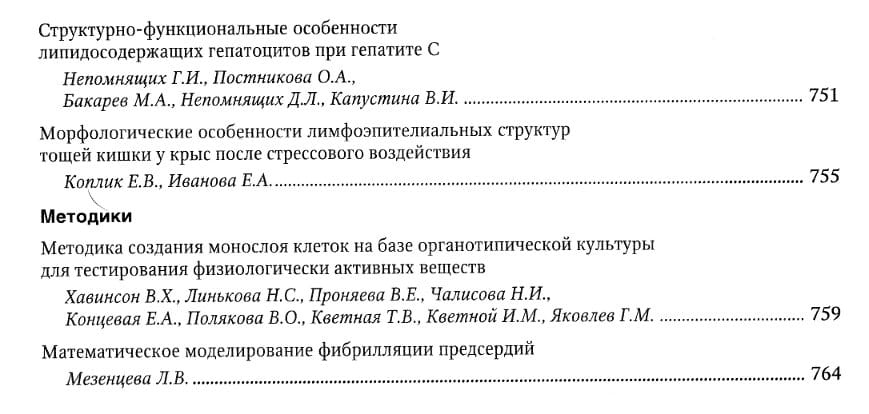 Структурно-функциональные особенности
липидосодержащих гепатоцитов при гепатите С
Непомнящих Г.И., Постникова О.А.,
Бакарев М.А., Непомнящих Д.Л., Капустина В.И. .......................................................... 751
Морфологические особенности лимфоэпителиальных структур
тощей кишки у крыс после стрессового воздействия
Коплик Е.В., Иванова Е.А. .......................................................................................... 755
Методики
Методика создания монослоя клеток на базе органотипической культуры
для тестирования физиологически активных веществ
Хавинсон В.Х., Линькова Н.С., Проняева В.Е., Чалисова Н.И.,
Концевая Е.А., Полякова В.О., Кветная Т.В., Кветной И.М., Яковлев Г.М. ........................ 759
Математическое моделирование фибрилляции предсердий
Мезенцева Л.В. ........................................................................................................ 764